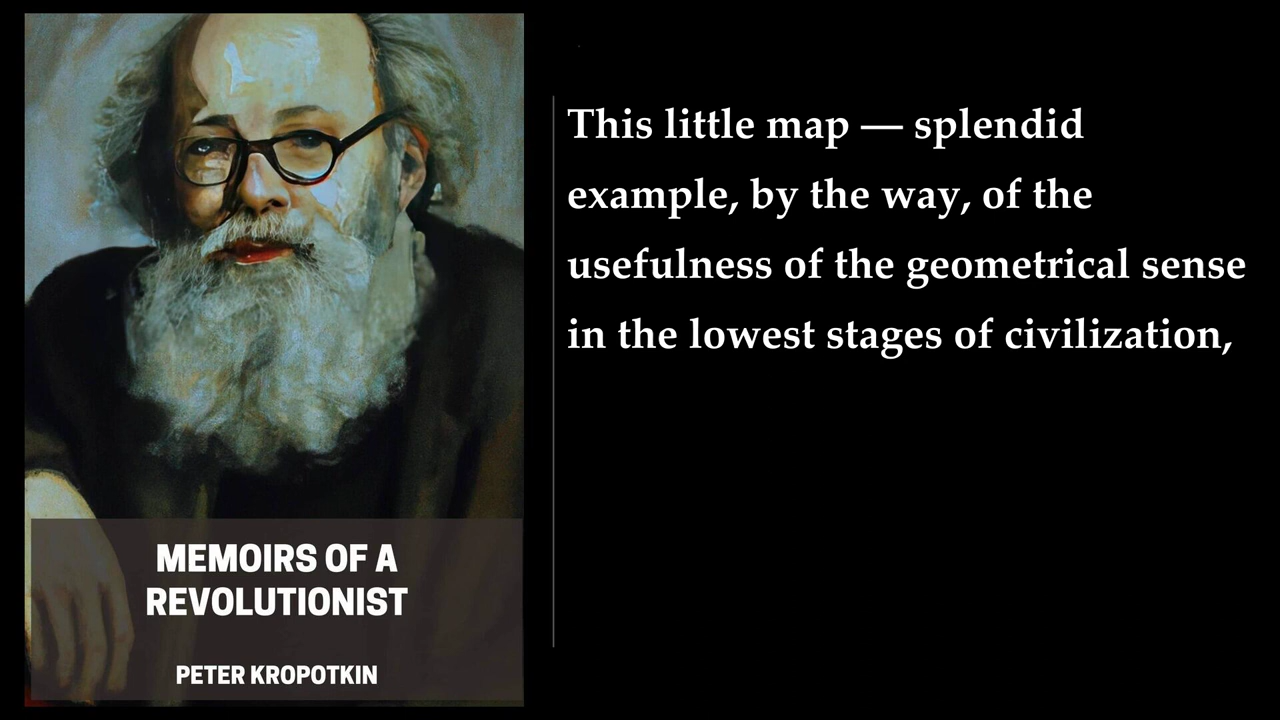 This little map — splendid
example, by the way, of the
usefulness of the geometrical sense
in the lowest stages of civilization,
MEMOIRS OF A
REVOLUTIONIST
PETER KROPOTKIN